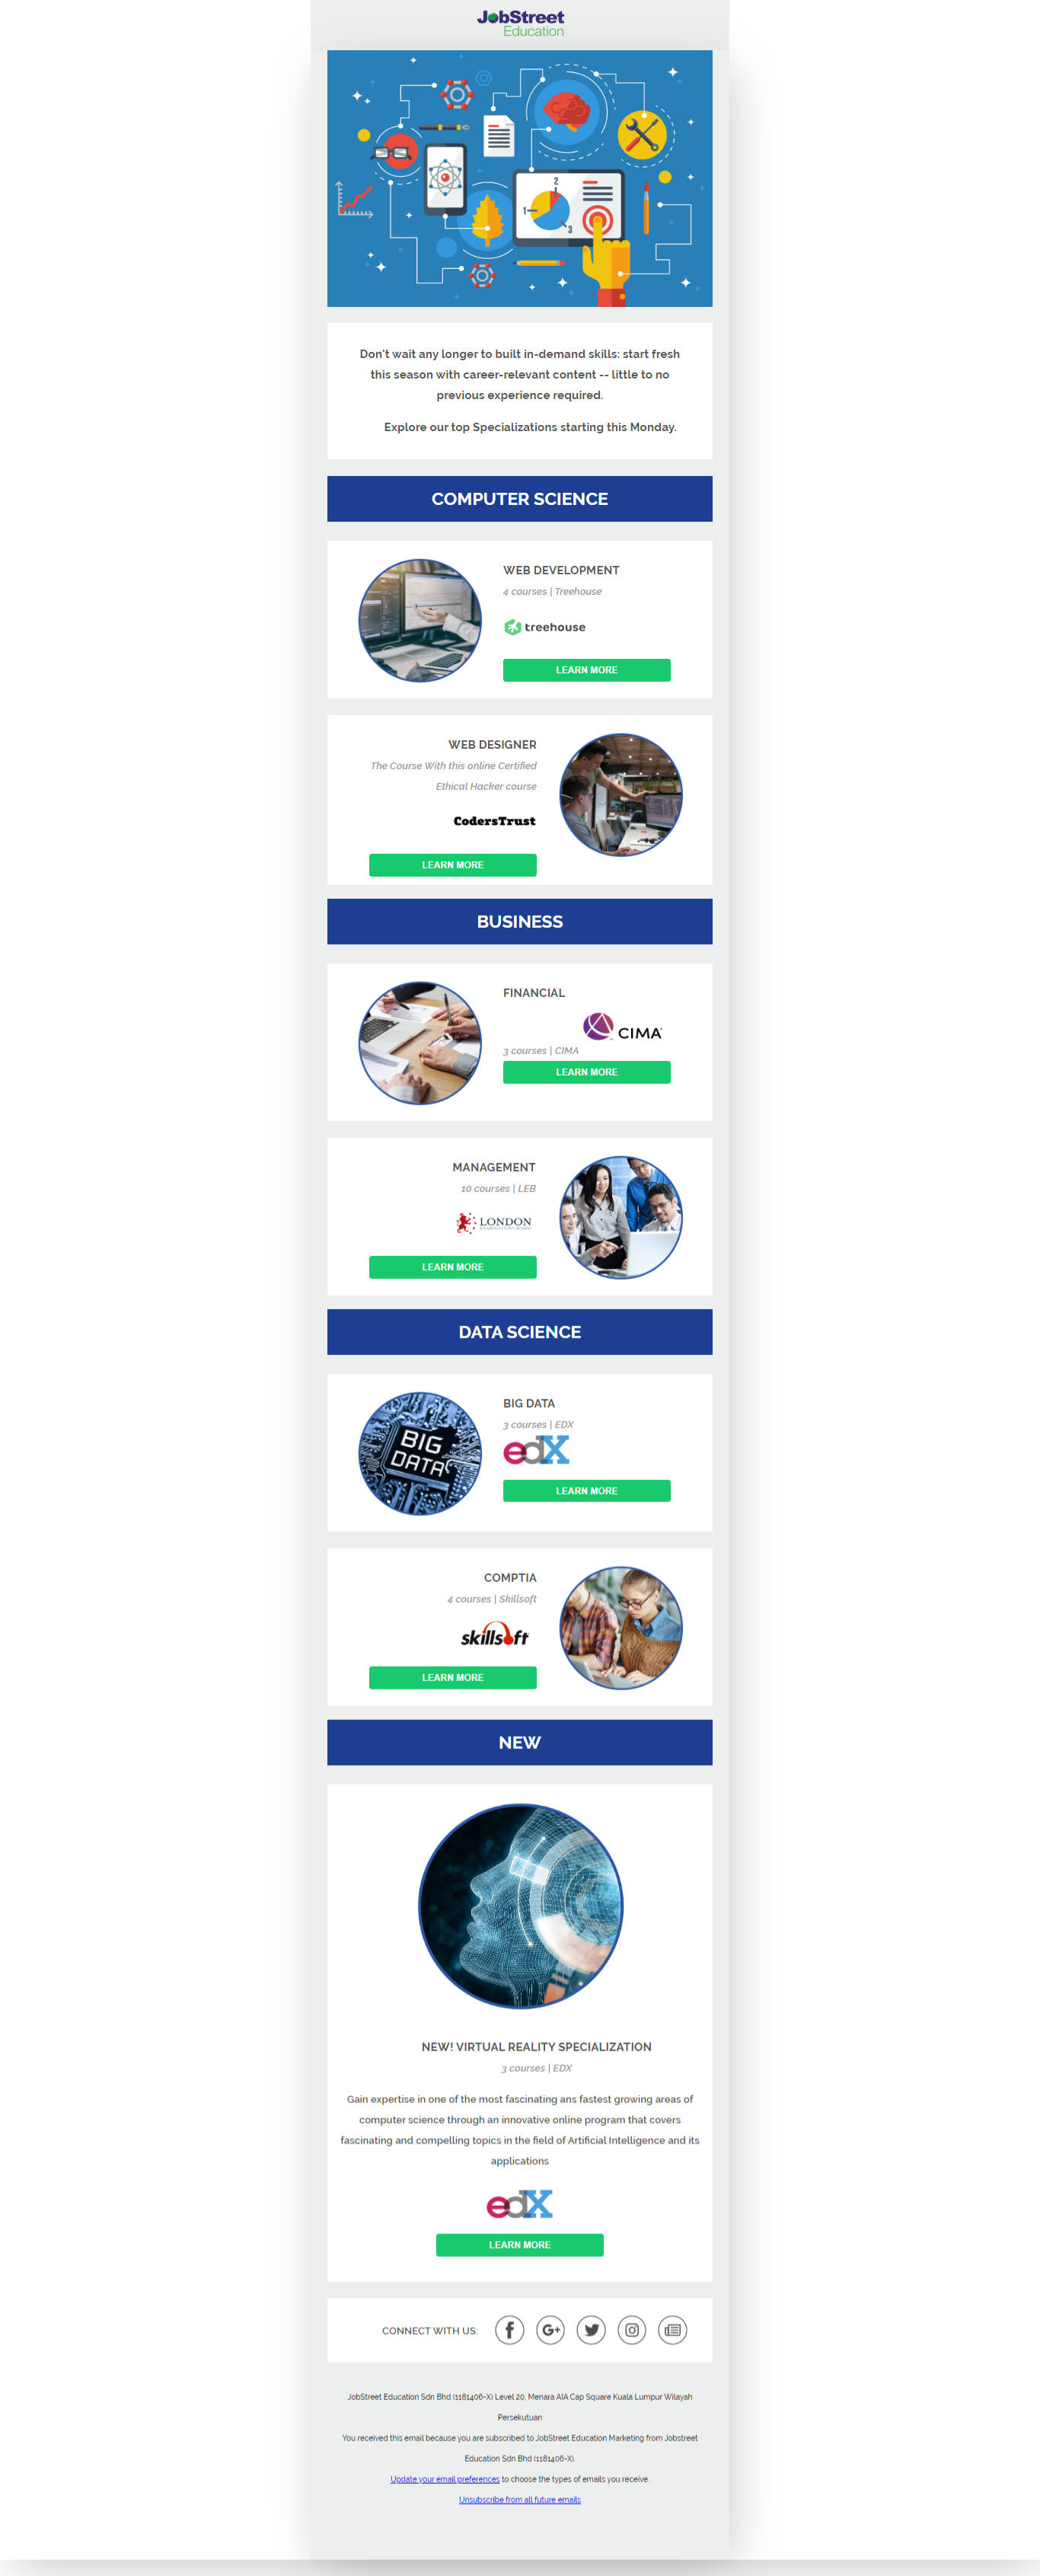 JobStreet
Education
2
1
3
Don't wait any longer to built in-demand skills: start fresh
this season with career-relevant content -- little to no
previous experience required.
Explore our top Specializations starting this Monday.
COMPUTER SCIENCE
WEB DEVELOPMENT
4 courses | Treehouse
treehouse
LEARN MORE
WEB DESIGNER
The Course With this online Certified
Ethical Hacker course
CodersTrust
LEARN MORE
BUSINESS
FINANCIAL
CIMA
3 courses | CIMA
LEARN MORE
MANAGEMENT
10 courses | LEB
LONDON
LEARN MORE
DATA SCIENCE
BIG DATA
3 courses | EDX
BIG
DATA
edX
LEARN MORE
COMPTIA
4 courses | Skillsoft
skillsoft
LEARN MORE
NEW
NEW! VIRTUAL REALITY SPECIALIZATION
3 courses | EDX
Gain expertise in one of the most fascinating ans fastest growing areas of
computer science through an innovative online program that covers
fascinating and compelling topics in the field of Artificial Intelligence and its
applications
edX
LEARN MORE
CONNECT WITH US:
f
G+
JobStreet Education Sdn Bhd (1181406-X) Level 20, Menara AIA Cap Square Kuala Lumpur Wilayah
Persekutuan
You received this email because you are subscribed to JobStreet Education Marketing from Jobstreet
Education Sdn Bhd (1181406-X).
Update your email preferences to choose the types of emails you receive.
Unsubscribe from all future emails